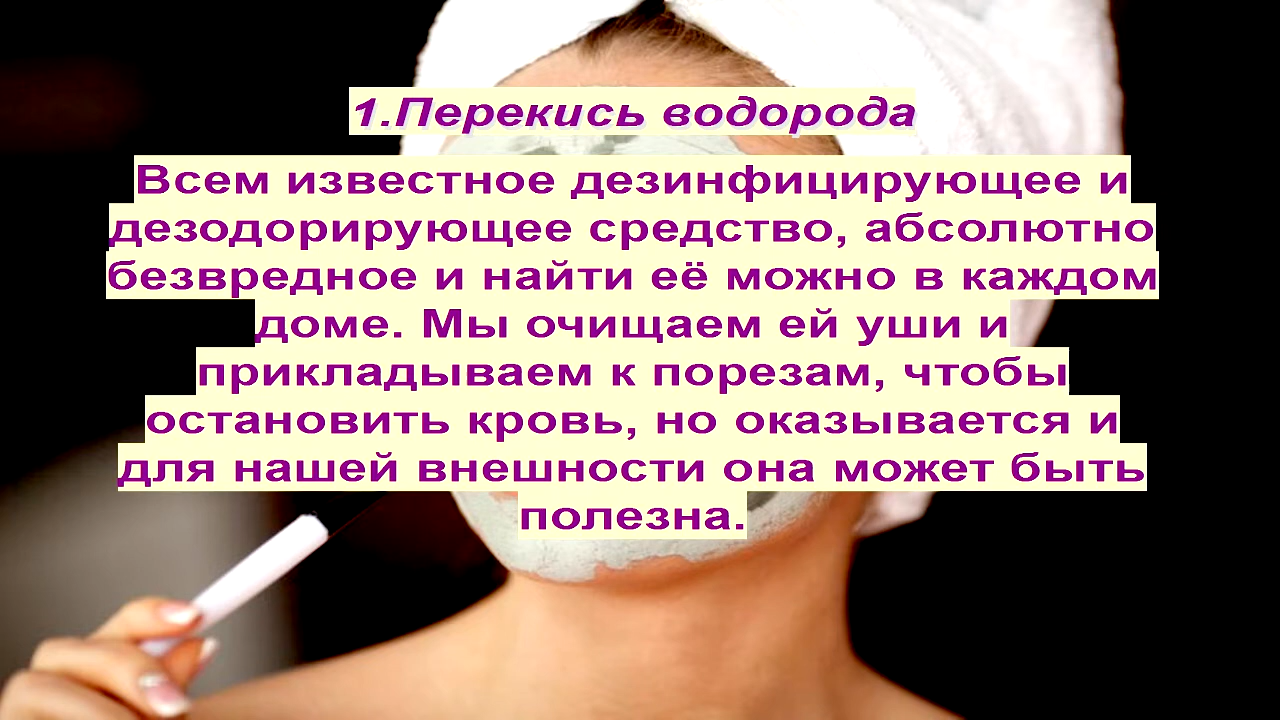 1.Перекись водорода
Всем известное дезинфицирующее и
дезодорирующее средство, абсолютно
безвредное и найти её можно в каждом
доме. Мы очищаем ей уши и
прикладываем к порезам, чтобы
остановить кровь, но оказывается и
для нашей внешности она может быть
полезна.